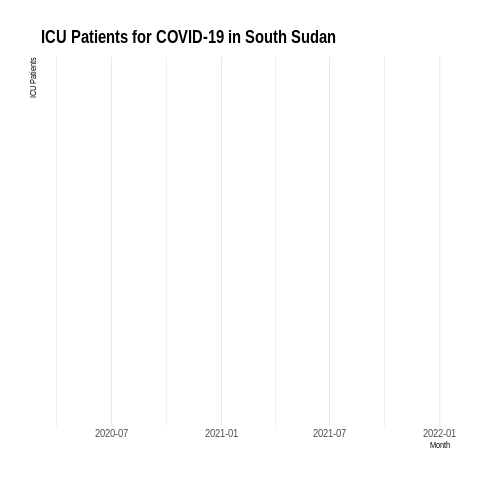 ICU Patients for COVID-19 in South Sudan
ICU Patients
2020-07
2021-01
2021-07
2022-01
Month